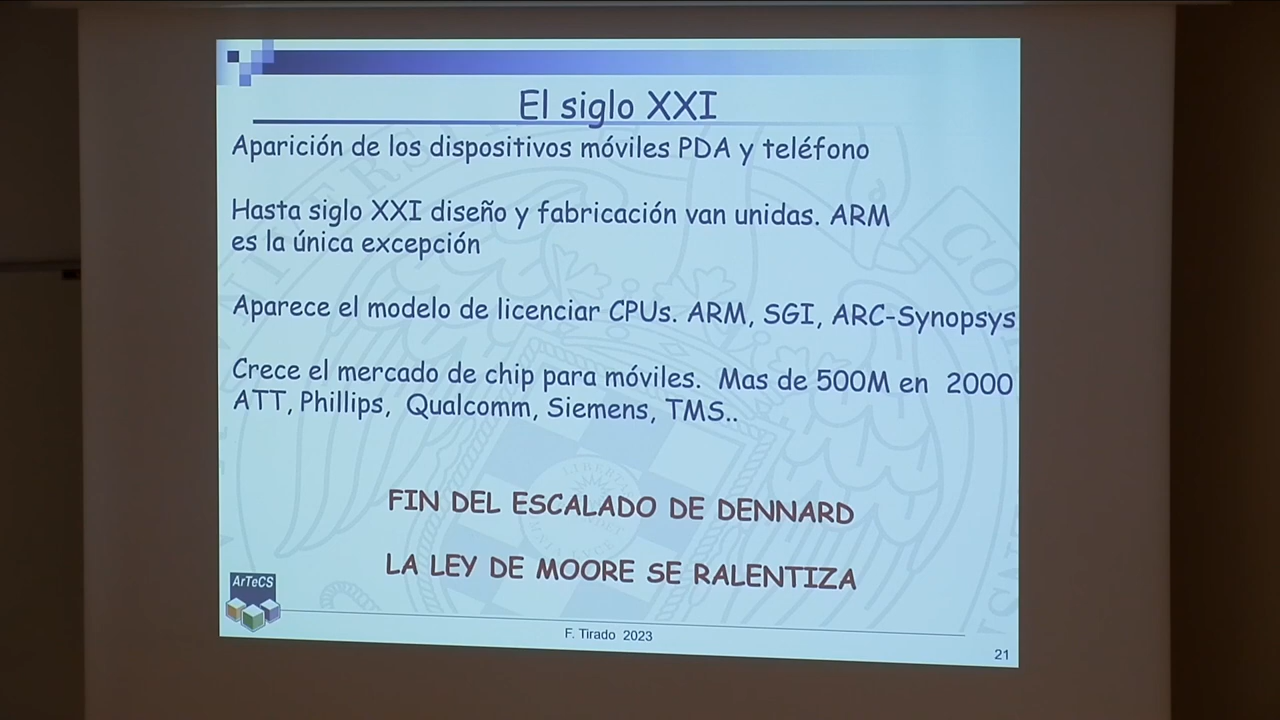 El siglo XXI
Aparición de los dispositivos móviles PDA y teléfono
Hasta siglo XXI diseño y fabricación van unidas. ARM
es la única excepción
Aparece el modelo de licenciar CPUs. ARM, SGI, ARC-Synopsys
Crece el mercado de chip para móviles. Mas de 500M en 2000
ATT, Phillips, Qualcomm, Siemens, TMS..
FIN DEL ESCALADO DE DENNARD
LA LEY DE MOORE SE RALENTIZA
ArTeCS
F. Tirado 2023
21